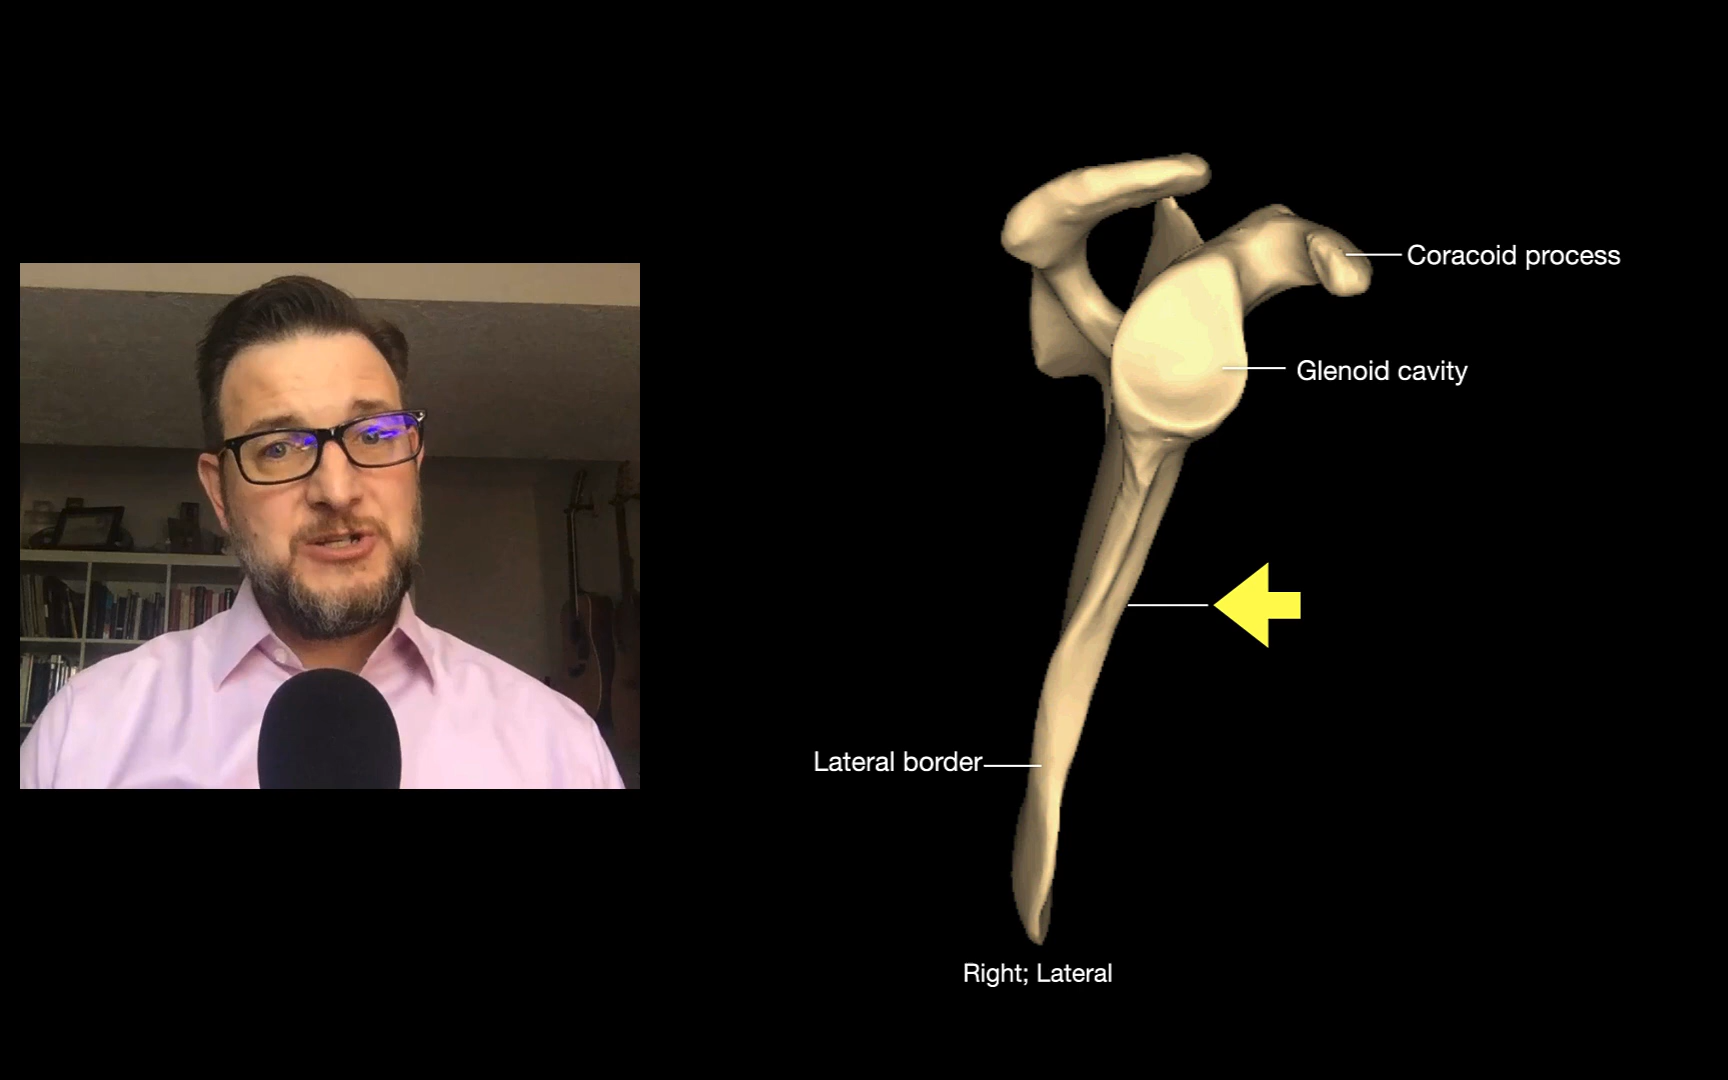 Coracoid process
Glenoid cavity
Lateral border
Right; Lateral